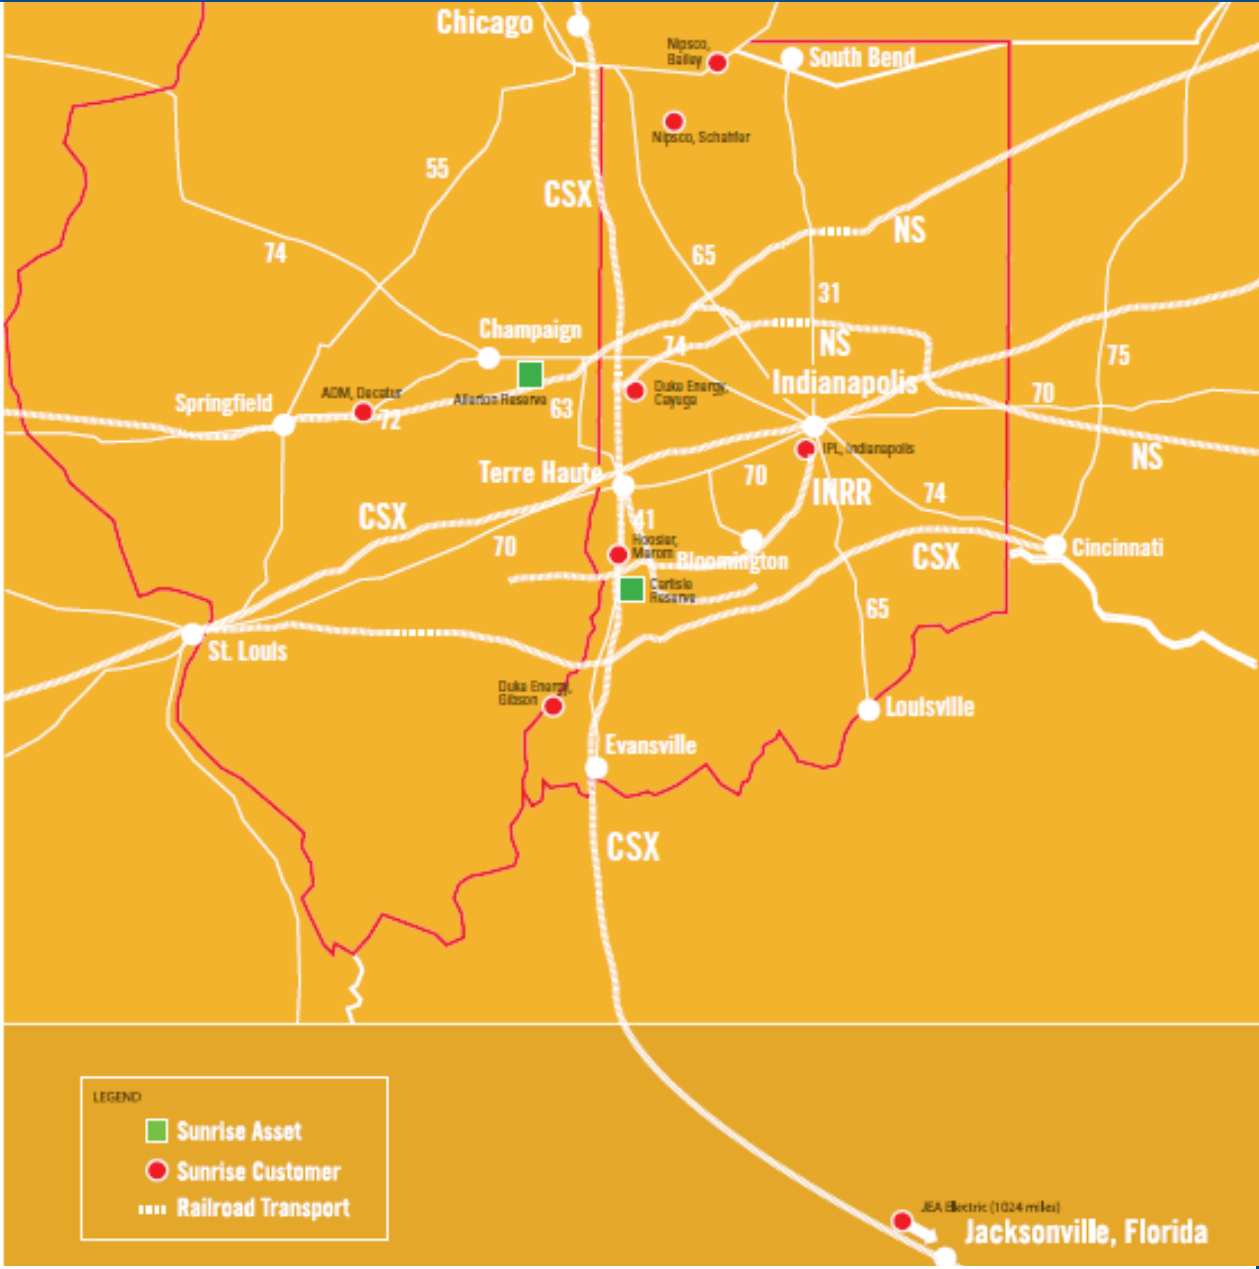 Chicago
Nipsco,
Bailey
South Bend
Nipsco, Schahfer
55
CSX
NS
74
65
31
Champaign
NS
74
75
Indianapolis
ADM, Decatur
Allerton Reserve
Duke Energy,
Cayuga
70
Springfield
72
63
IPL, Indianapolis
NS
Terre Haute
70
INRR
74
CSX
41
70
Hoosier,
Merom
Bloomington
CSX
Cincinnati
Carlisle
Reserve
65
St. Louis
Duke Energy,
Gibson
Louisville
Evansville
CSX
LEGEND
Sunrise Asset
Sunrise Customer
Railroad Transport
JEA Electric (1024 miles)
Jacksonville, Florida